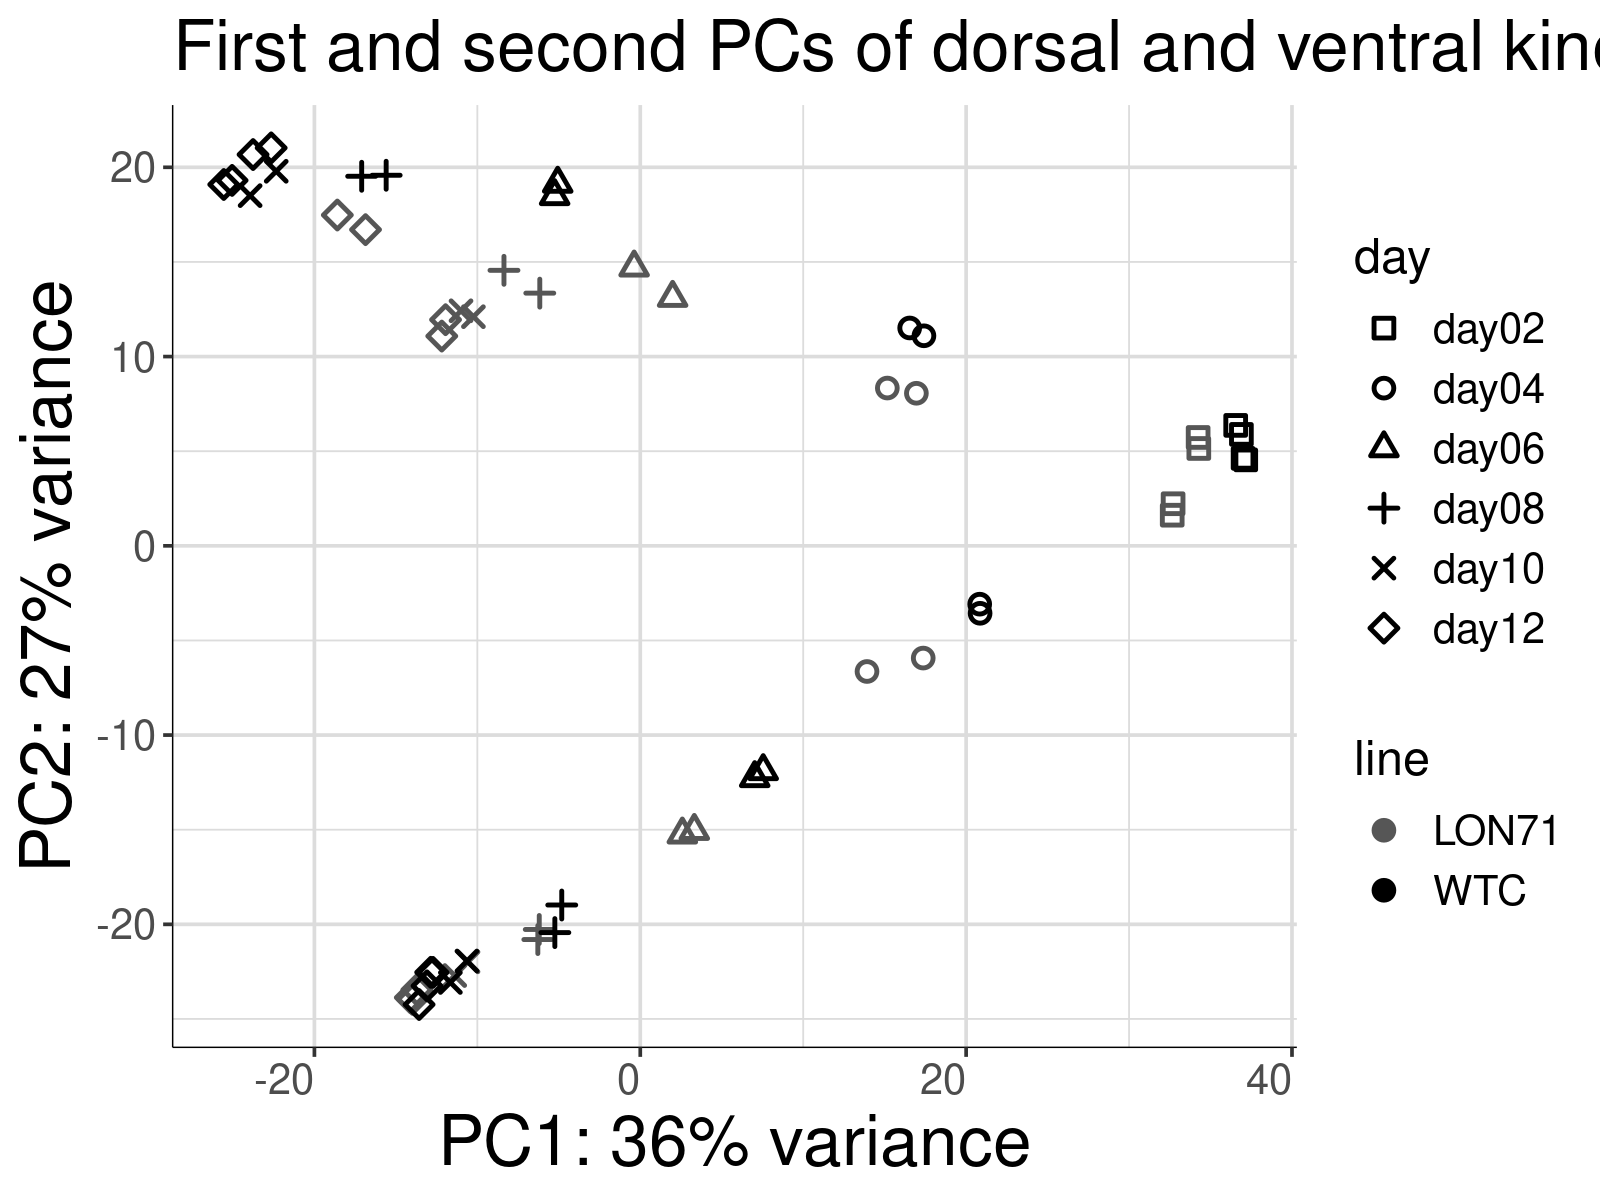 First and second PCs of dorsal and ventral
PC2: 27% variance
20
10
0
-10
-20
-20
0
20
40
PC1: 36% variance
day
day02
day04
day06
day08
day10
day12
line
LON71
WTC